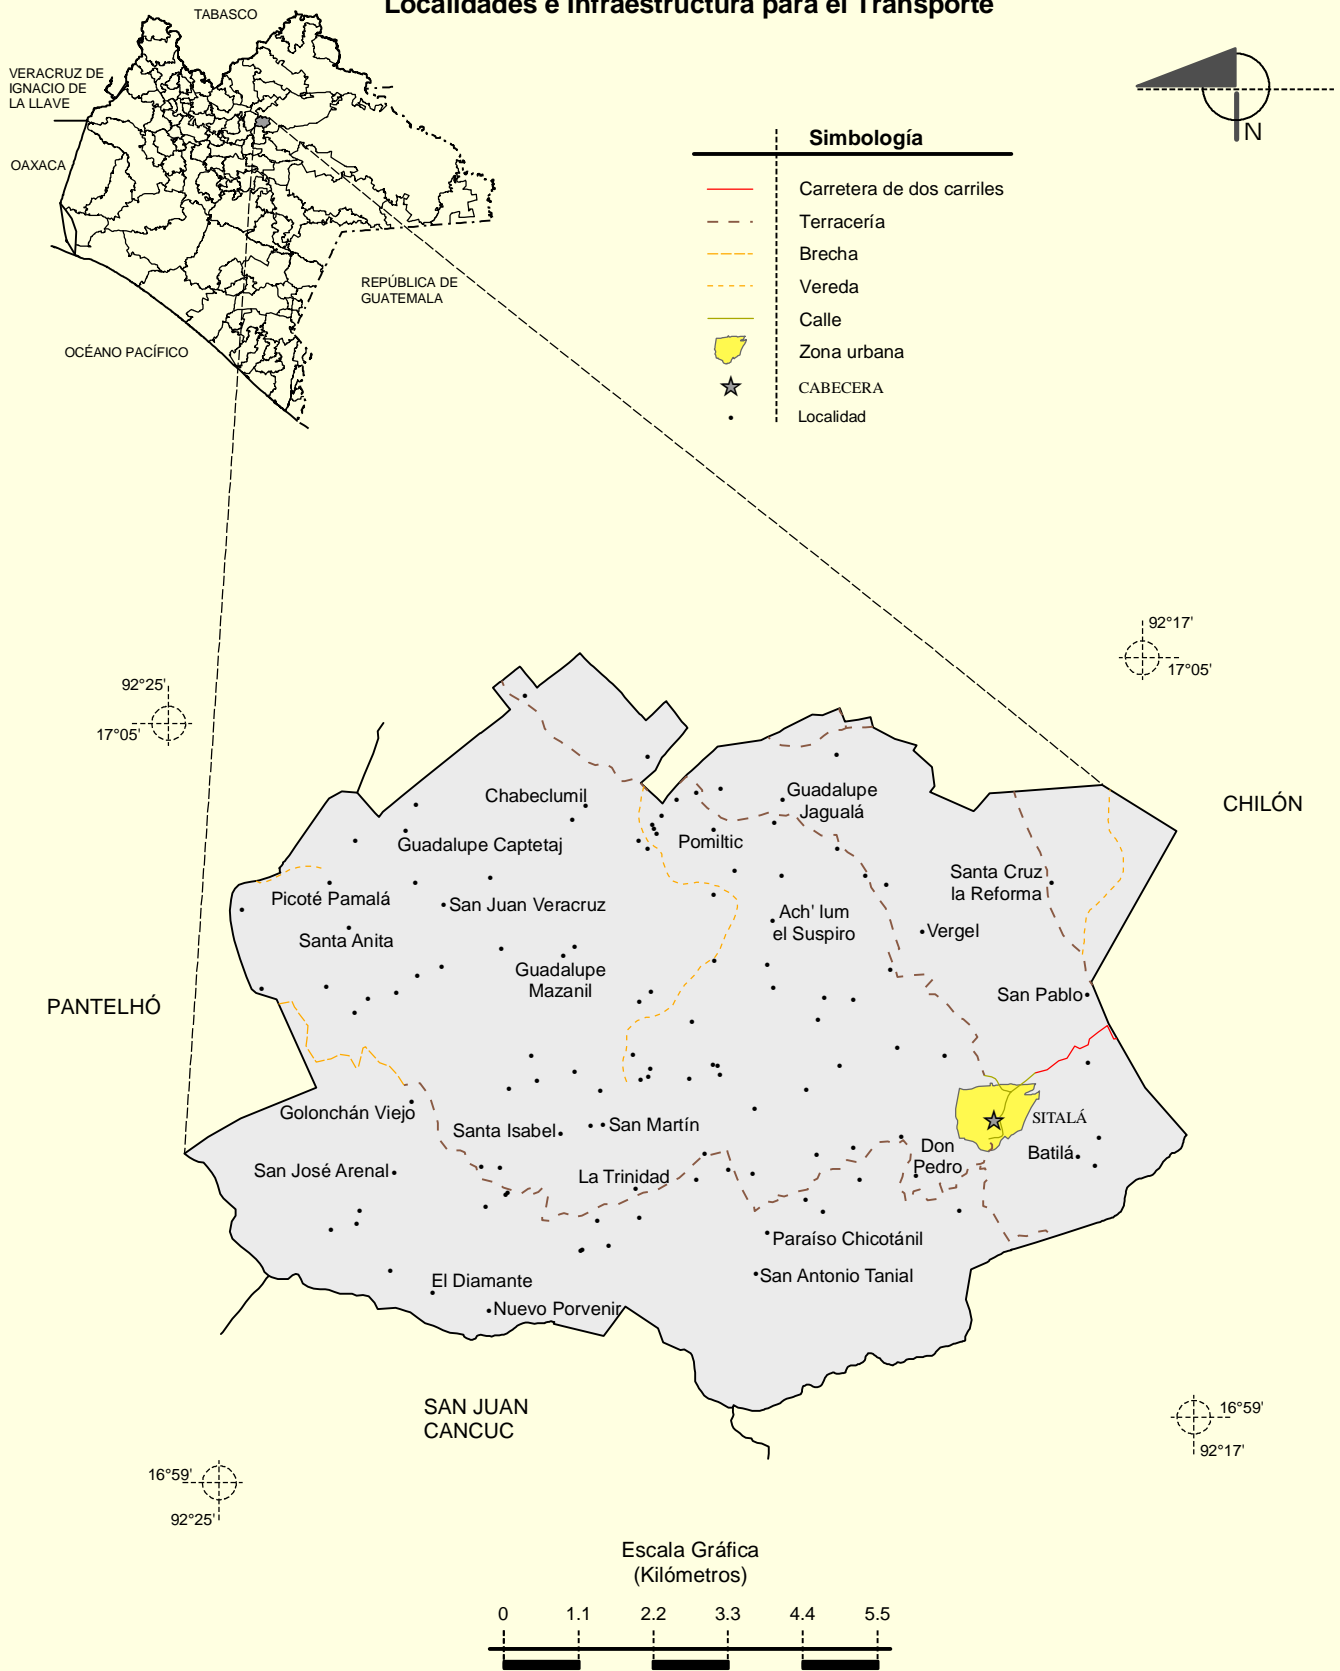 Localidades e Infraestructura para el Transporte
TABASCO
VERACRUZ DE
IGNACIO DE
LA LLAVE
OAXACA
REPÚBLICA DE
GUATEMALA
OCÉANO PACÍFICO
N
Simbología
Carretera de dos carriles
Terracería
Brecha
Vereda
Calle
Zona urbana
CABECERA
Localidad
92°17'
17°05'
92°25'
17°05'
CHILÓN
Chabeclumil
Guadalupe
Jagualá
Guadalupe Captetaj
Pomiltic
Santa Cruz
la Reforma
Picoté Pamalá
San Juan Veracruz
Ach' lum
el Suspiro
Vergel
Santa Anita
Guadalupe
Mazanil
San Pablo
PANTELHÓ
Golonchán Viejo
Santa Isabel
San Martín
SITALÁ
Don
Pedro
Batilá
San José Arenal
La Trinidad
Paraíso Chicotánil
San Antonio Tanial
El Diamante
Nuevo Porvenir
SAN JUAN
CANCUC
16°59'
92°17'
16°59'
92°25'
Escala Gráfica
(Kilómetros)
0 1.1 2.2 3.3 4.4 5.5